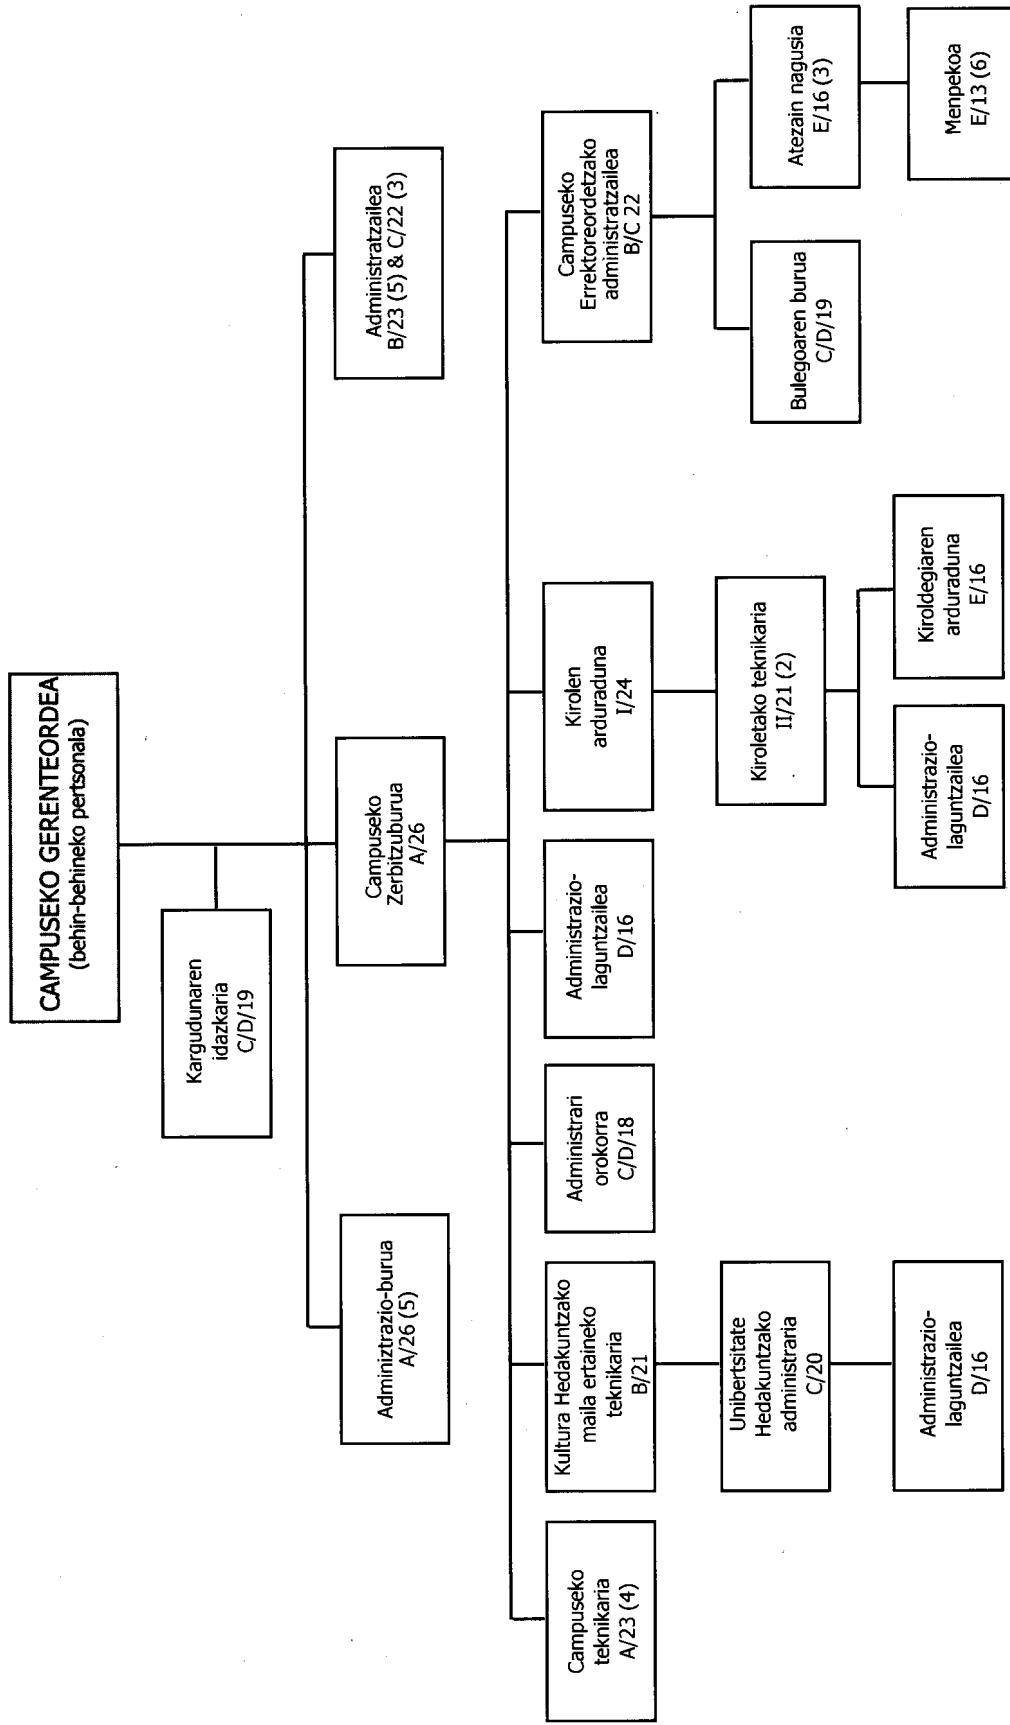 CAMPUSEKO GERENTEORDEA
(behin-behineko pertsonala)
Kargudunaren
idazkaria
C/D/19
Adminiztrazio-burua
A/26 (5)
Campuseko
Zerbitzuburua
A/26
Administratzailea
B/23 (5) & C/22 (3)
Campuseko
teknikaria
A/23 (4)
Kultura Hedakuntzako
maila ertaineko
teknikaria
B/21
Administrari
orokorra
C/D/18
Administrazio-
laguntzailea
D/16
Kirolen
arduraduna
I/24
Campuseko
Errektoreordetzako
administratzailea
B/C 22
Unibertsitate
Hedakuntzako
administraria
C/20
Kiroletako teknikaria
II/21 (2)
Bulegoaren burua
C/D/19
Atezain nagusia
E/16 (3)
Administrazio-
laguntzailea
D/16
Administrazio-
laguntzailea
D/16
Kiroldegiaren
arduraduna
E/16
Menpekoa
E/13 (6)